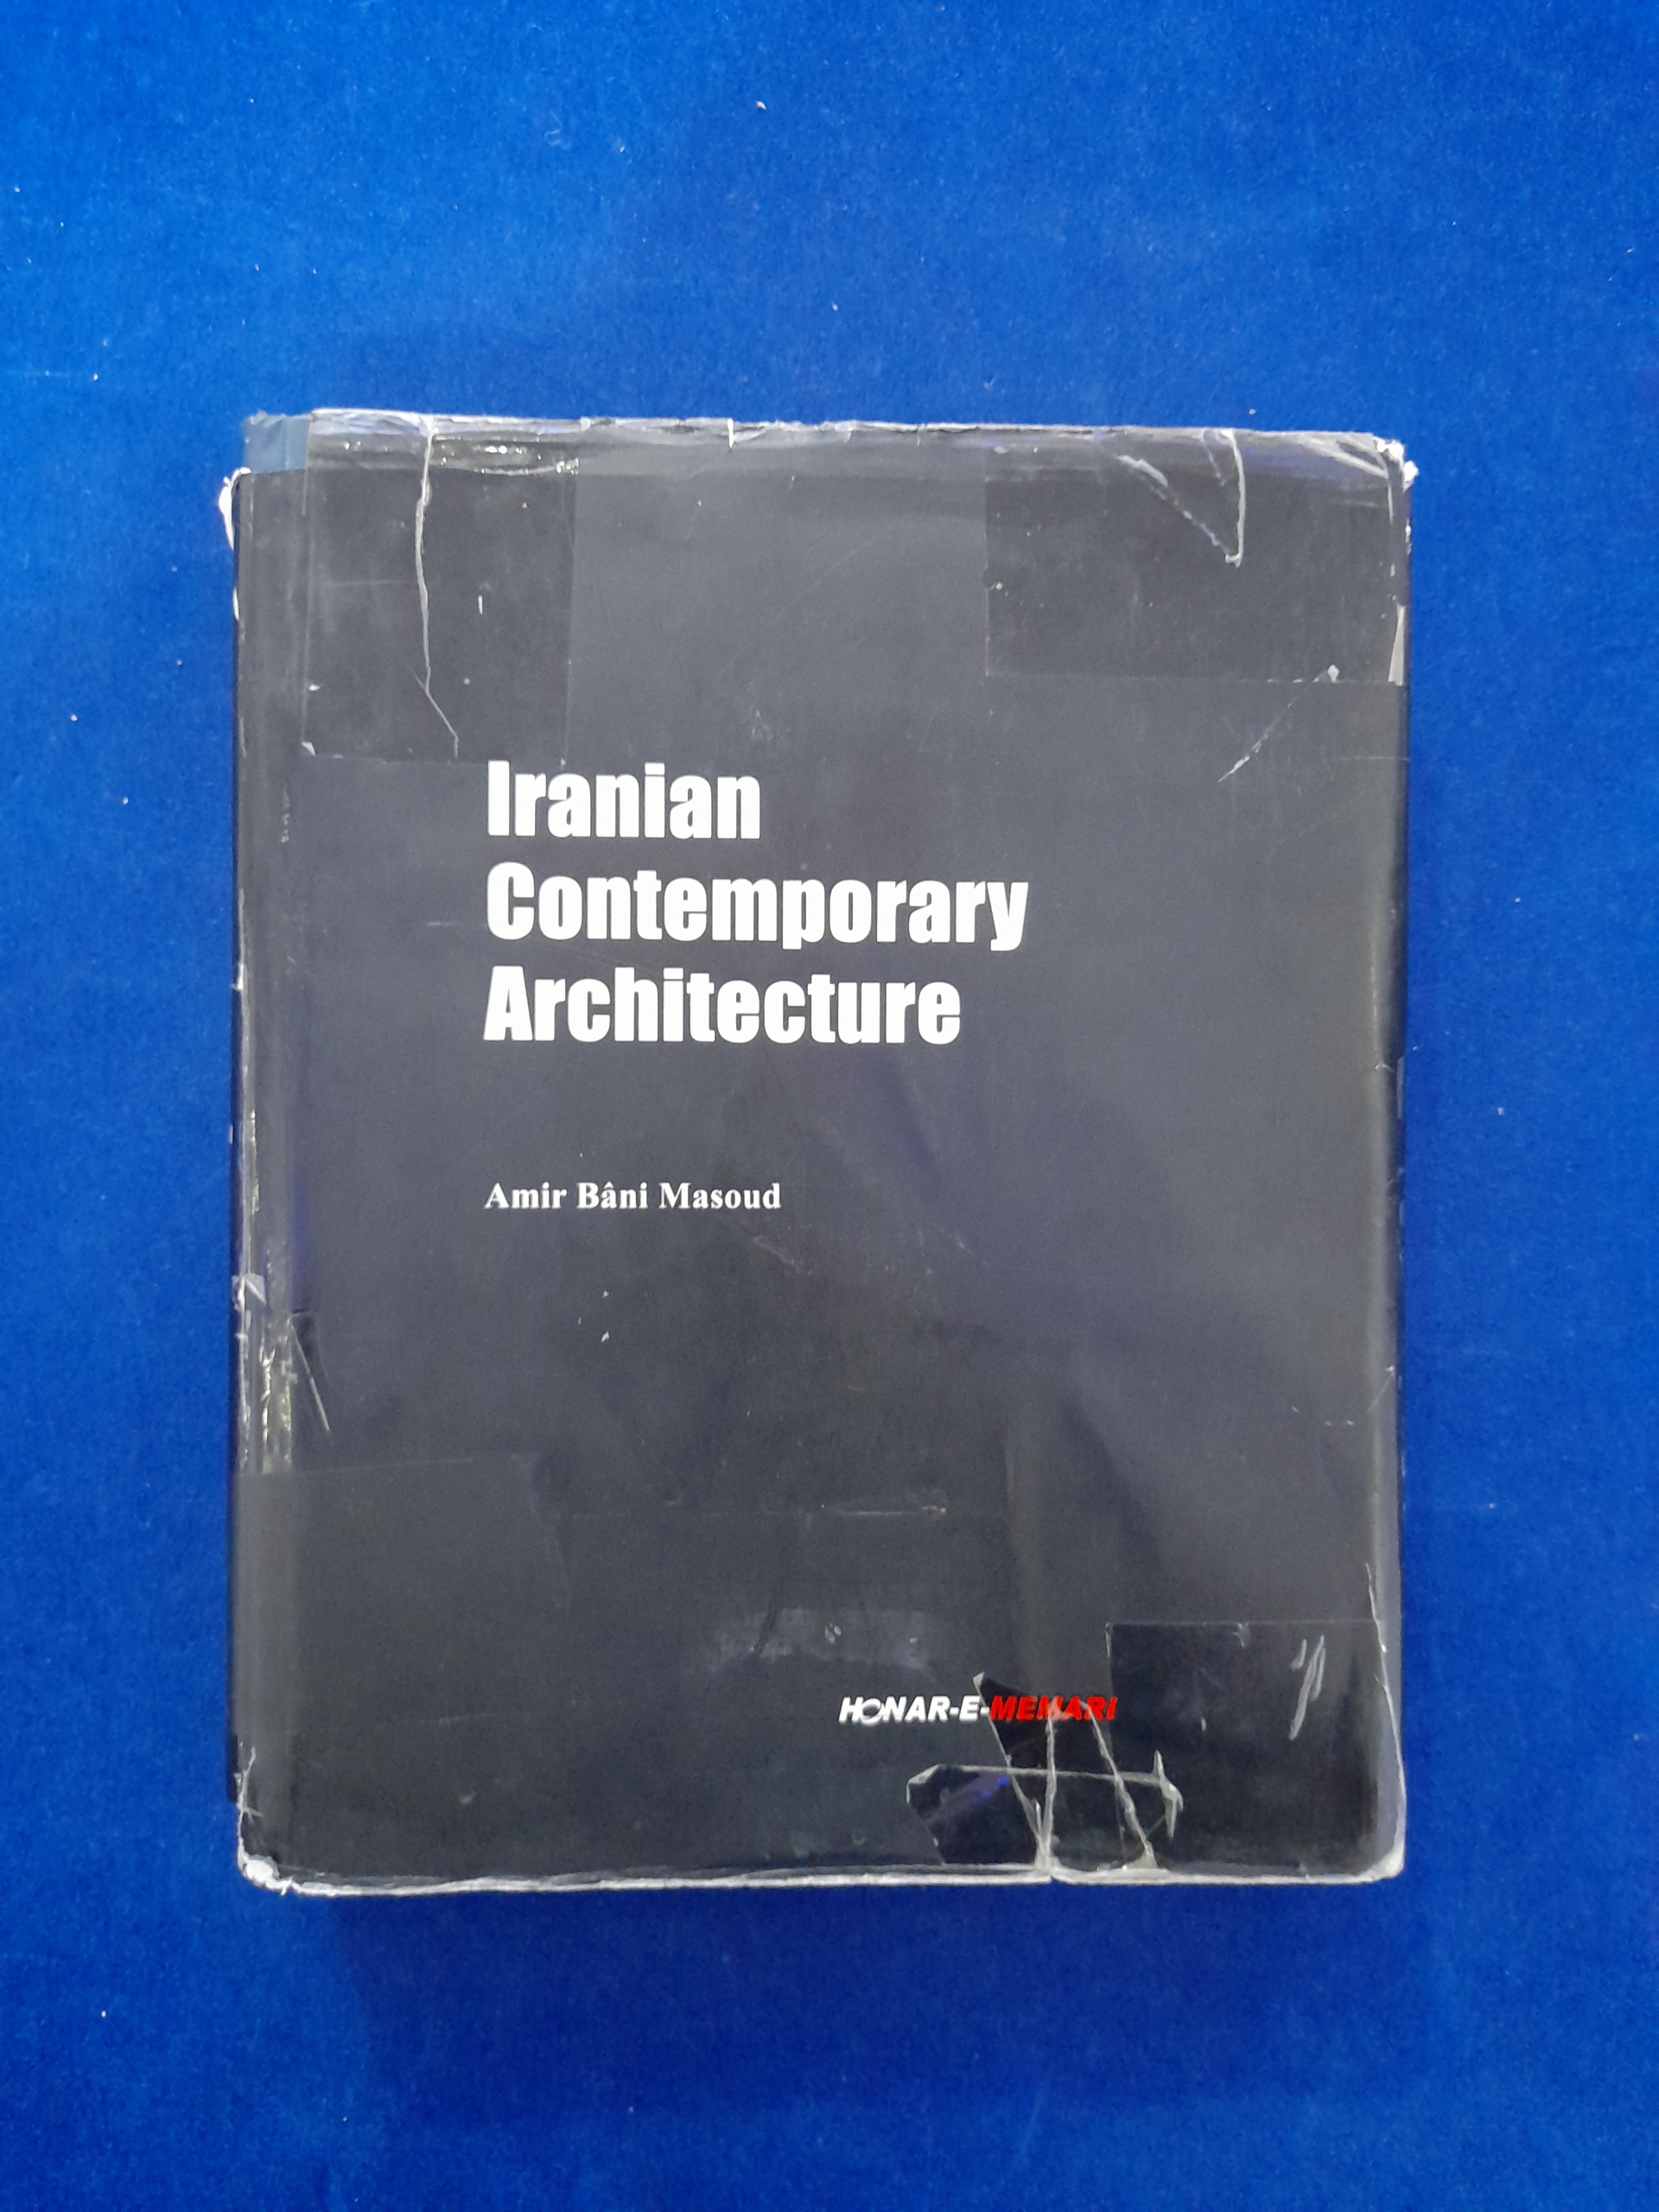 Iranian
Contemporary
Architecture
Amir Bâni Masoud
HONAR-E-MEMARI